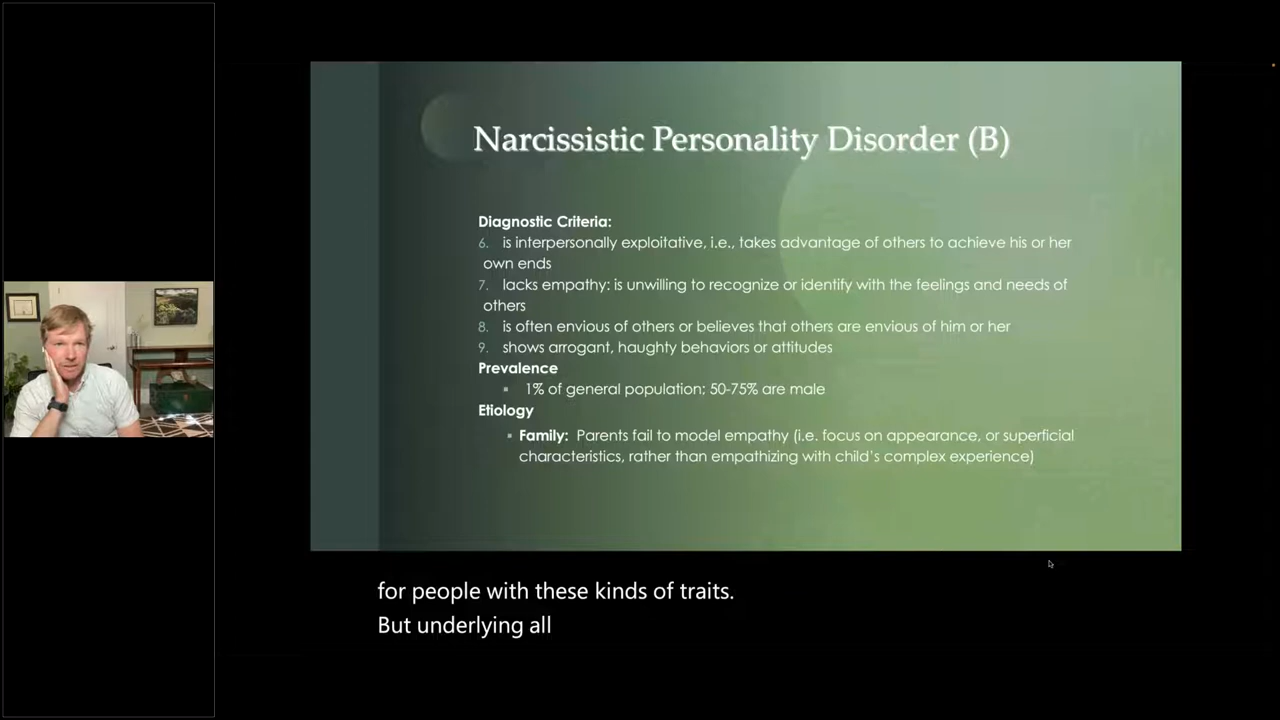 Narcissistic Personality Disorder (B)
Diagnostic Criteria:
6. is interpersonally exploitative, i.e., takes advantage of others to achieve his or her
own ends
7. lacks empathy: is unwilling to recognize or identify with the feelings and needs of
others
8. is often envious of others or believes that others are envious of him or her
9. shows arrogant, haughty behaviors or attitudes
Prevalence
▪ 1% of general population; 50-75% are male
Etiology
▪ Family: Parents fail to model empathy (i.e. focus on appearance, or superficial
characteristics, rather than empathizing with child's complex experience)
for people with these kinds of traits.
But underlying all